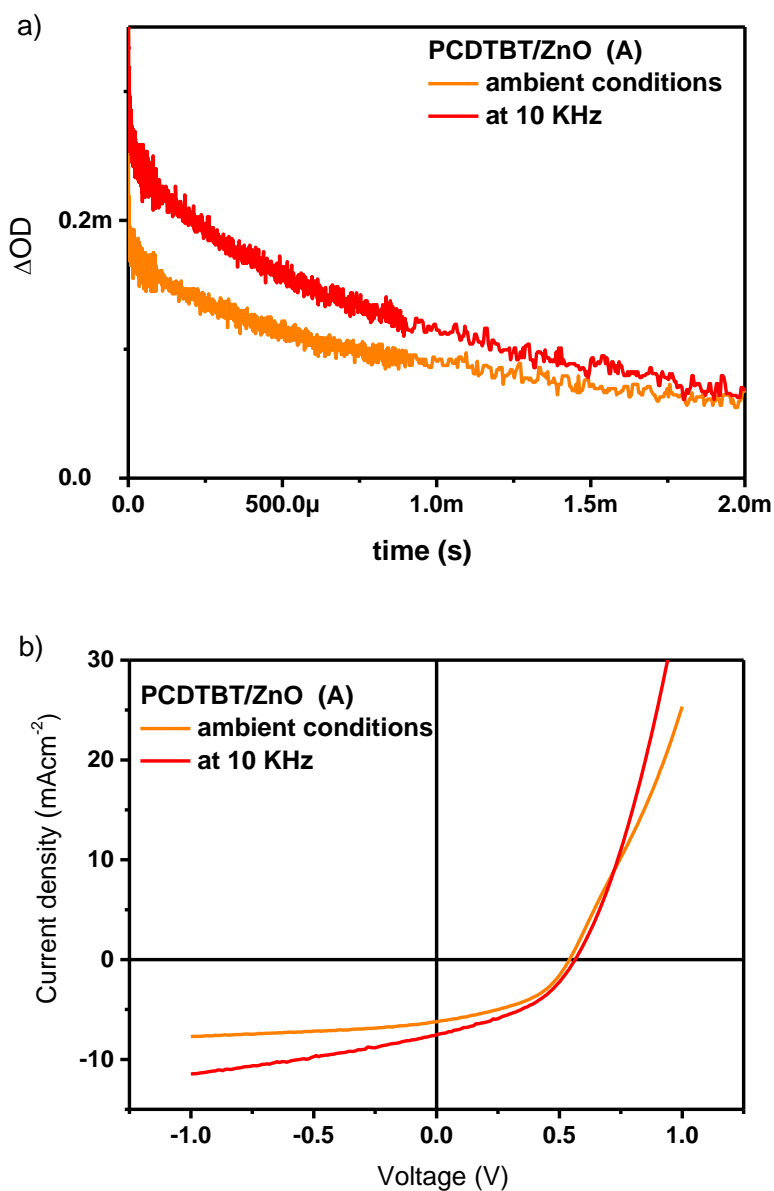 a)
PCDTBT/ZnO (A)
ambient conditions
at 10 KHz
0.2m
ΔOD
0.0
0.0 500.0µ 1.0m 1.5m 2.0m
time (s)
b)
30
PCDTBT/ZnO (A)
ambient conditions
at 10 KHz
20
10
0
-10
Current density (mAcm⁻²)
-1.0 -0.5 0.0 0.5 1.0
Voltage (V)